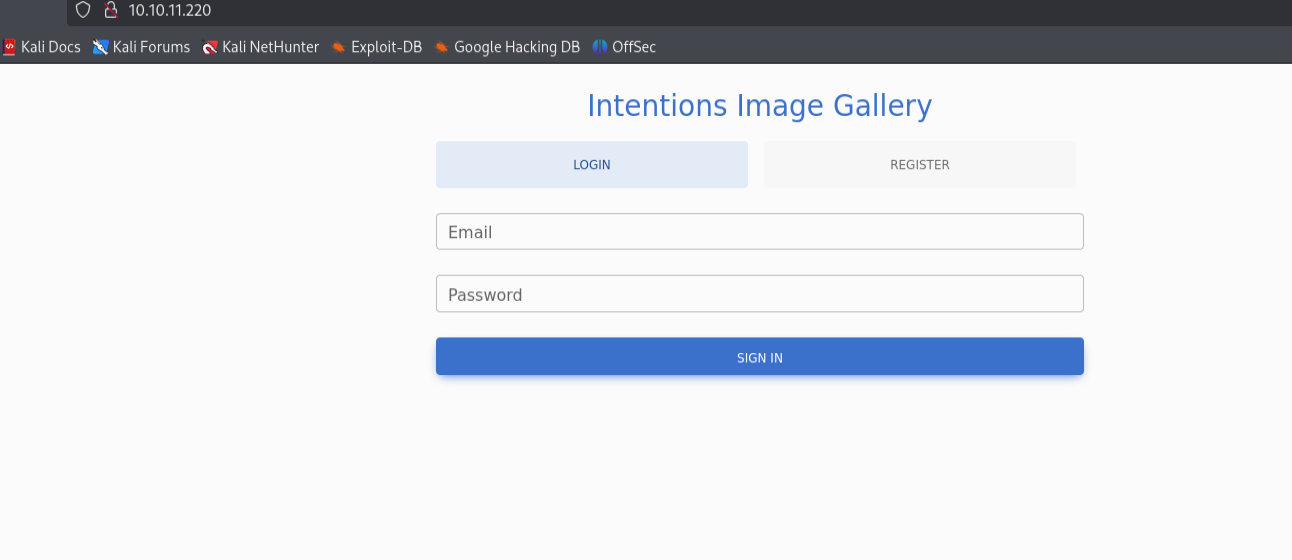 10.10.11.220
Kali Docs Kali Forums Kali NetHunter Exploit-DB Google Hacking DB OffSec
Intentions Image Gallery
LOGIN REGISTER
Email
Password
SIGN IN